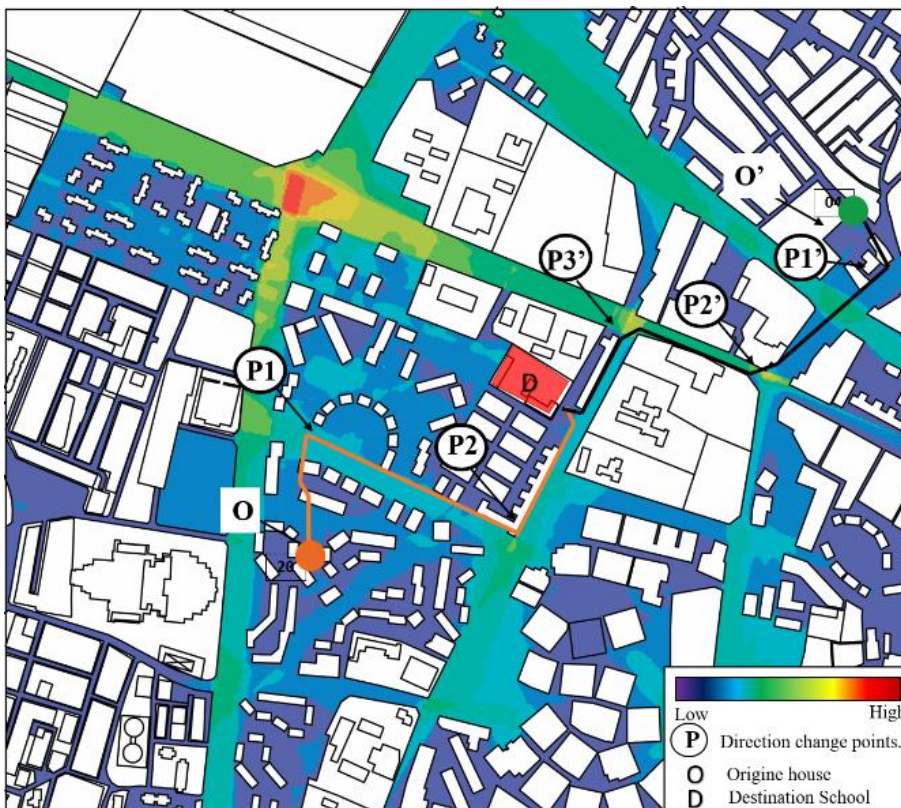 O’
04
P1’
P3’
P2’
P1
D
P2
O
20
Low High
P Direction change points.
O Origine house
D Destination School